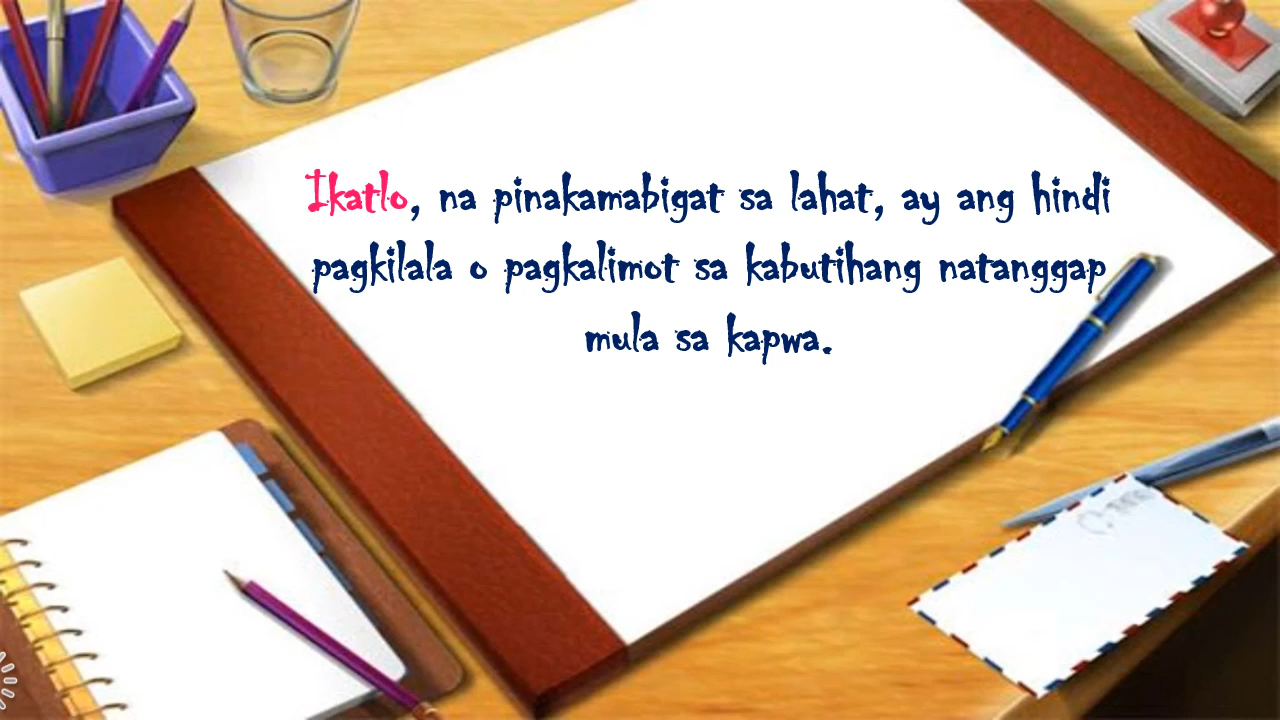 Ikatlo, na pinakamabigat sa lahat, ay ang hindi
pagkilala o pagkalimot sa kabutihang natanggap
mula sa kapwa.